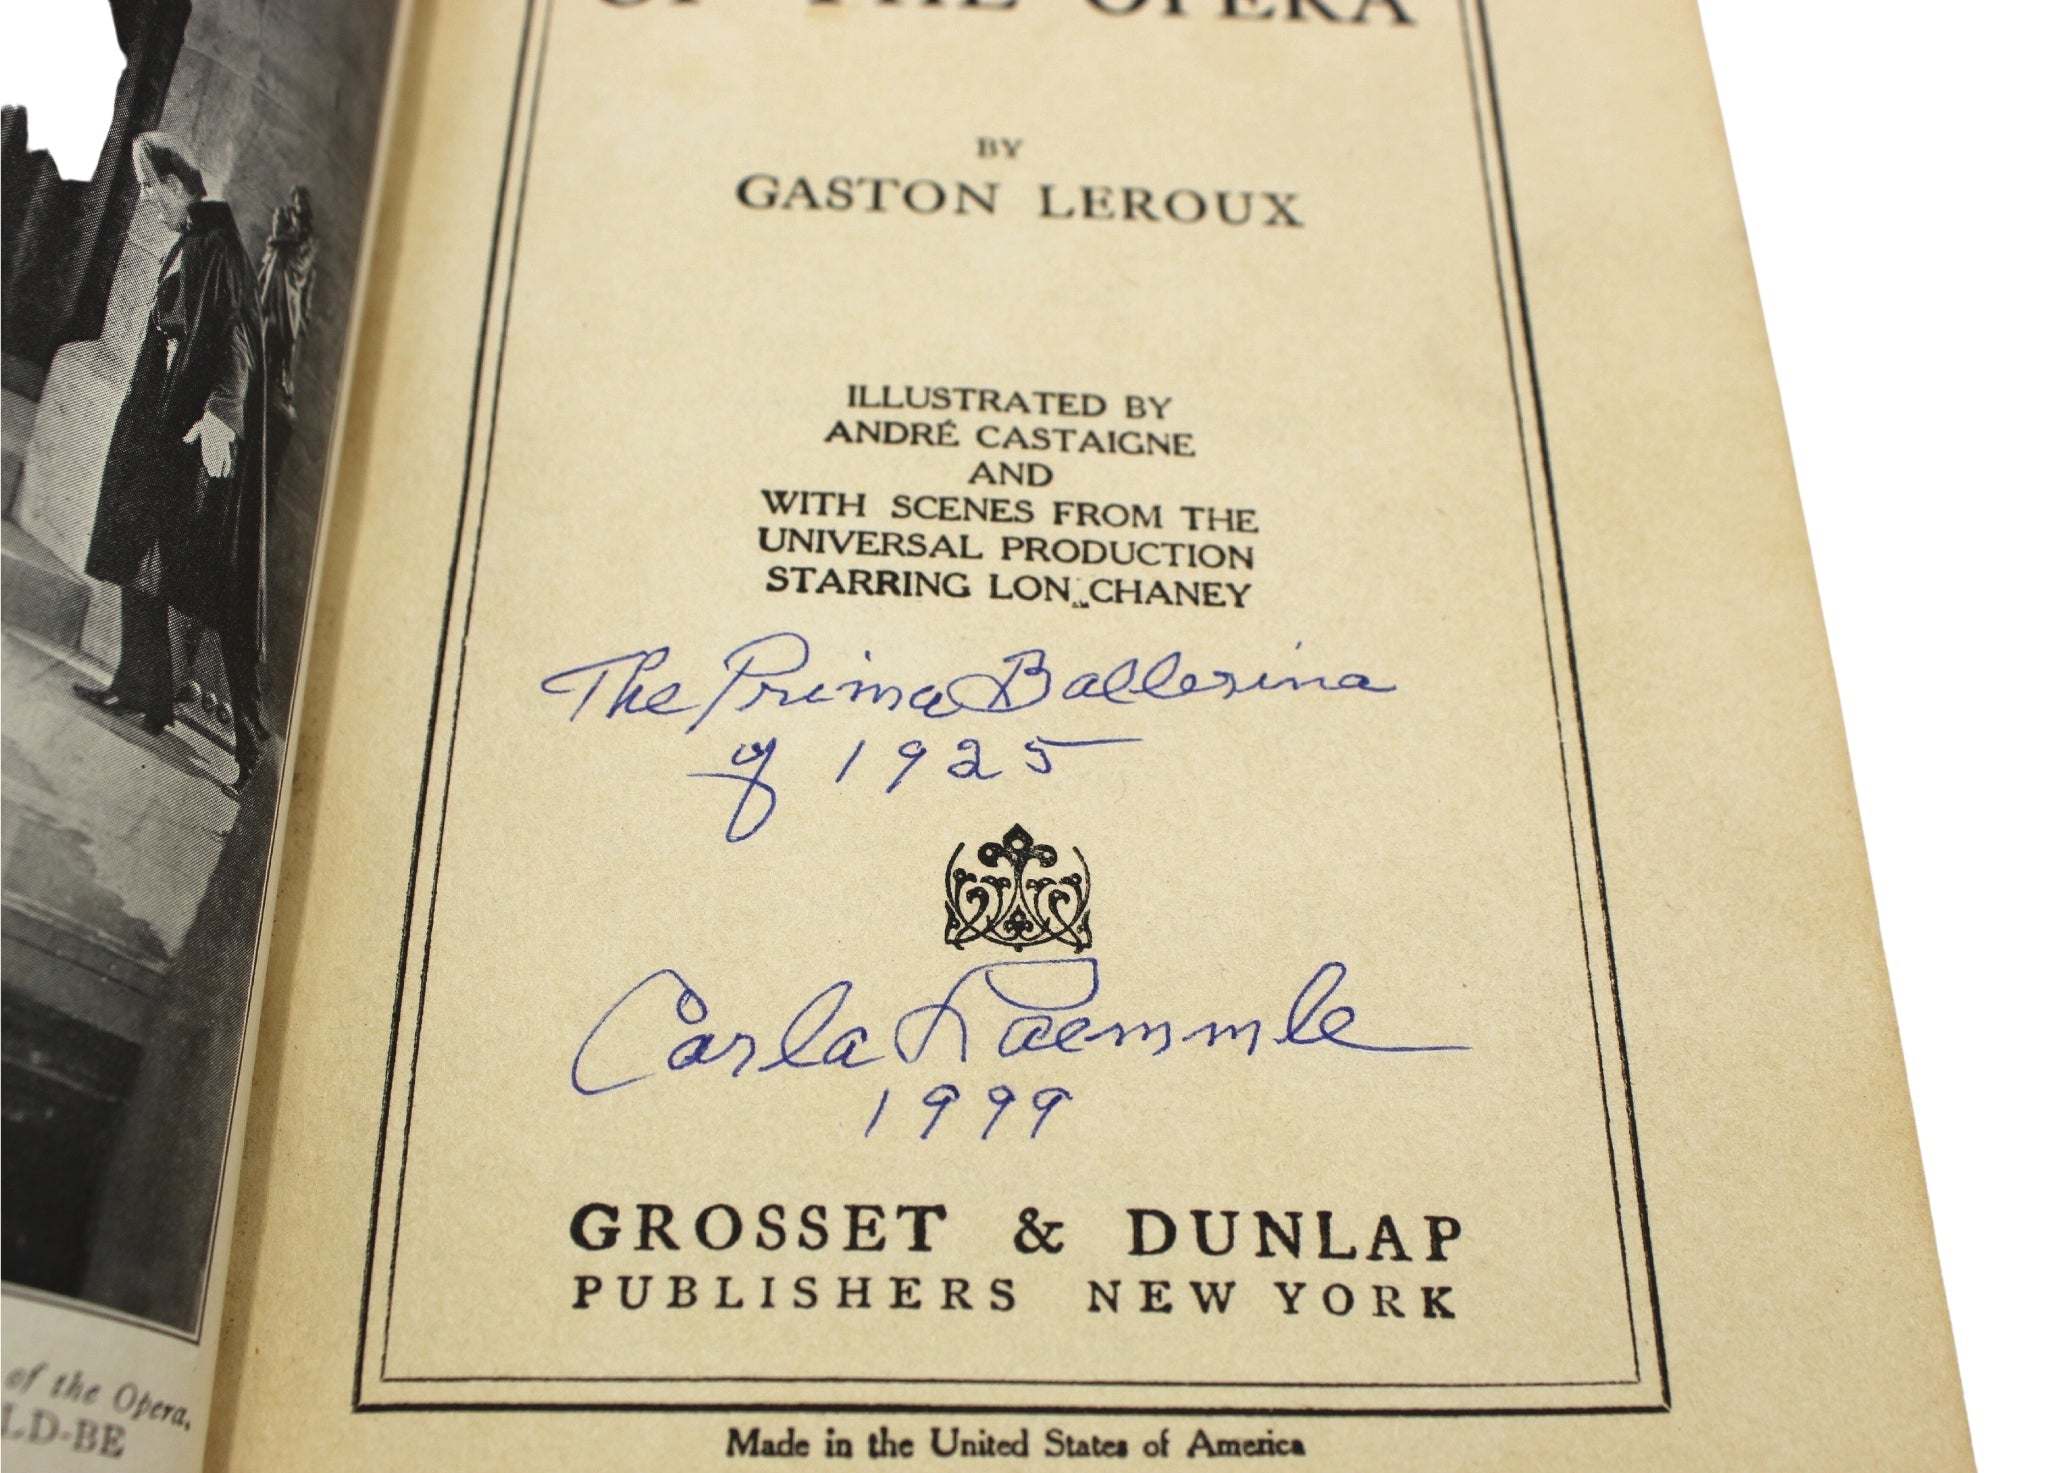 OF THE OPERA
BY
GASTON LEROUX
ILLUSTRATED BY
ANDRÉ CASTAIGNE
AND
WITH SCENES FROM THE
UNIVERSAL PRODUCTION
STARRING LON CHANEY
The Prima Ballerina
of 1925
Carla Laemmle
1999
GROSSET & DUNLAP
PUBLISHERS NEW YORK
Made in the United States of America
of the Opera.
LD-BE